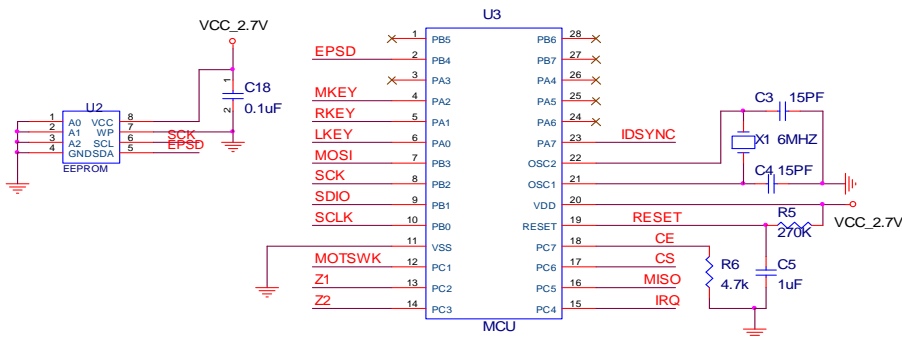 VCC_2.7V
1
C18
0.1uF
2
U2
1 A0 VCC 8
2 A1 WP 7
3 A2 SCL 6 SCK
4 GND SDA 5 EPSD
EEPROM
U3
1 PB5 PB6 28
EPSD 2 PB4 PB7 27
3 PA3 PA4 26
MKEY 4 PA2 PA5 25
RKEY 5 PA1 PA6 24
LKEY 6 PA0 PA7 23 IDSYNC
MOSI 7 PB3 OSC2 22
SCK 8 PB2 OSC1 21
SDIO 9 PB1 VDD 20
SCLK 10 PB0 RESET 19 RESET
11 VSS PC7 18 CE
MOTSWK 12 PC1 PC6 17 CS
Z1 13 PC2 PC5 16 MISO
Z2 14 PC3 PC4 15 IRQ
MCU
C3 15PF
X1 6MHZ
C4 15PF
R5
270K
VCC_2.7V
R6
4.7k
C5
1uF